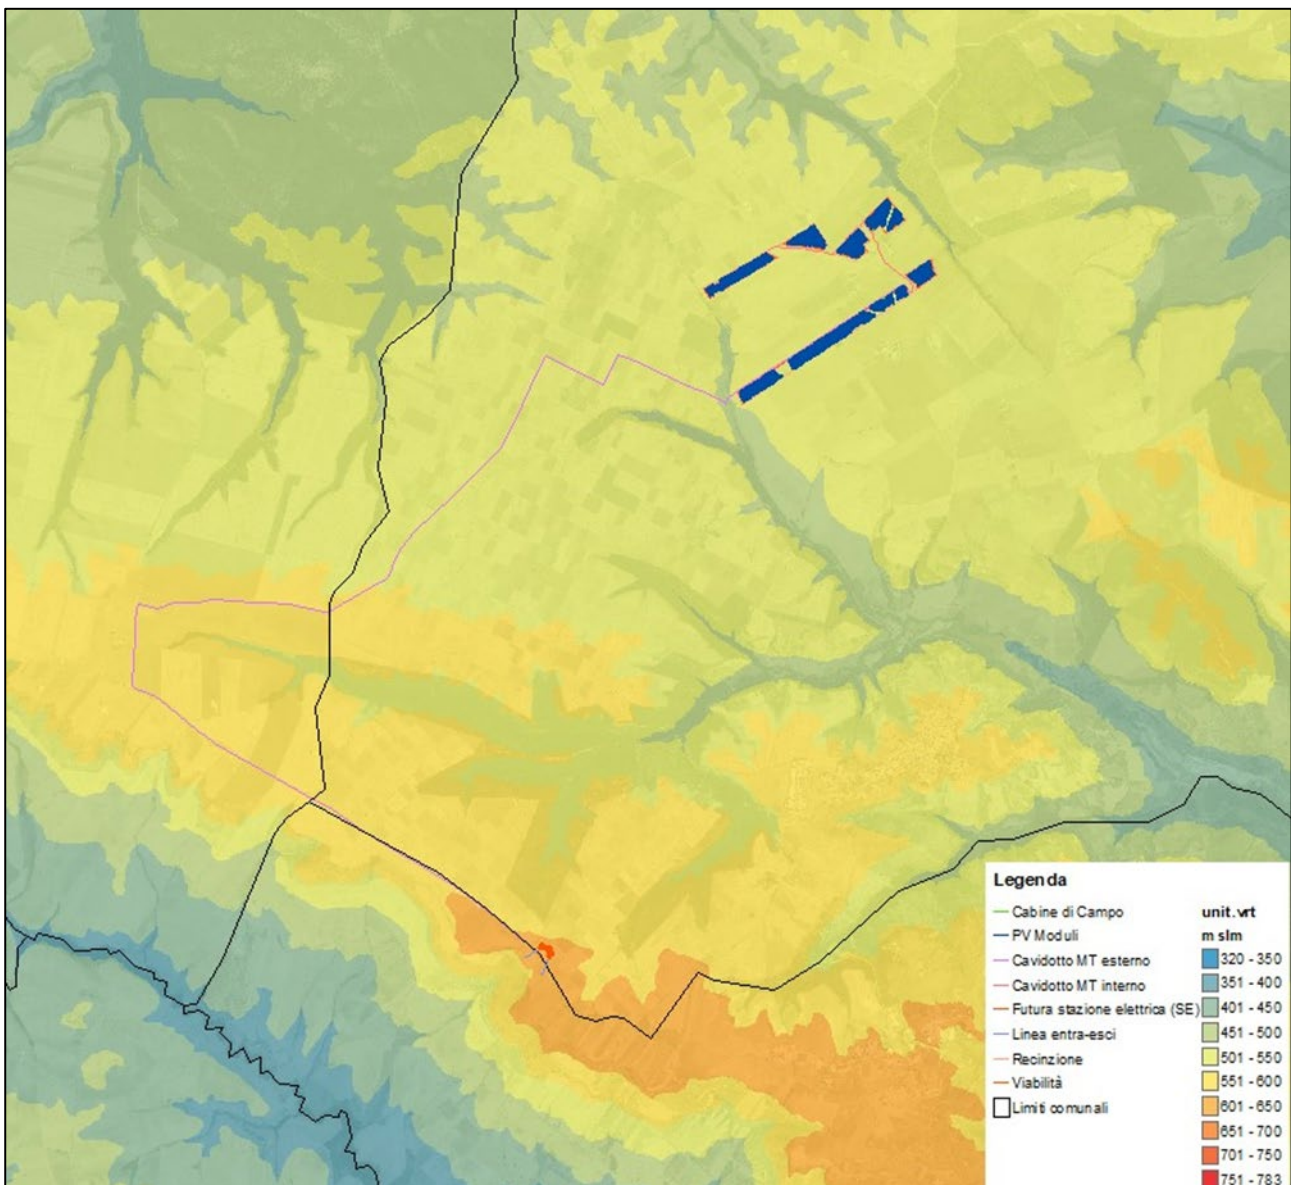 Legenda
Cabine di Campo
PV Moduli
Cavidotto MT esterno
Cavidotto MT interno
Futura stazione elettrica (SE)
Linea entra-esci
Recinzione
Viabilità
Limiti comunali
unit.vrt
m slm
320 - 350
351 - 400
401 - 450
451 - 500
501 - 550
551 - 600
601 - 650
651 - 700
701 - 750
751 - 783